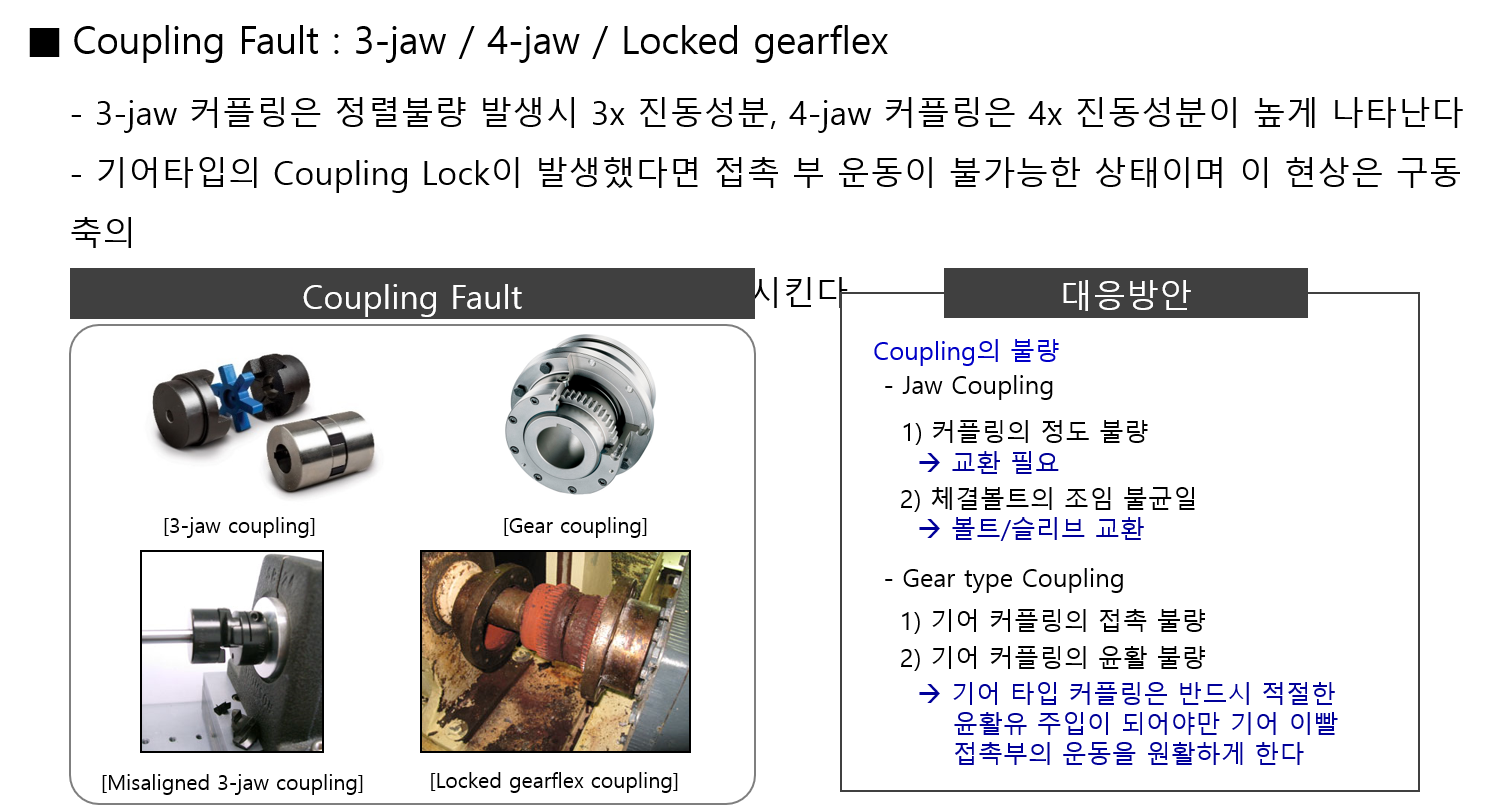 ■ Coupling Fault : 3-jaw / 4-jaw / Locked gearflex
- 3-jaw 커플링은 정렬불량 발생시 3x 진동성분, 4-jaw 커플링은 4x 진동성분이 높게 나타난다
- 기어타입의 Coupling Lock이 발생했다면 접촉 부 운동이 불가능한 상태이며 이 현상은 구동
축의
시킨다
Coupling Fault
[3-jaw coupling]
[Gear coupling]
[Misaligned 3-jaw coupling]
[Locked gearflex coupling]
대응방안
Coupling의 불량
- Jaw Coupling
1) 커플링의 정도 불량
→ 교환 필요
2) 체결볼트의 조임 불균일
→ 볼트/슬리브 교환
- Gear type Coupling
1) 기어 커플링의 접촉 불량
2) 기어 커플링의 윤활 불량
→ 기어 타입 커플링은 반드시 적절한
윤활유 주입이 되어야만 기어 이빨
접촉부의 운동을 원활하게 한다